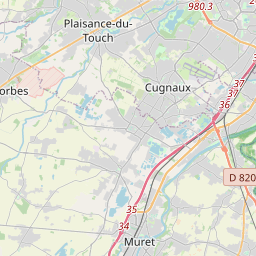 980.3
Plaisance-du-
Touch
Cugnaux
orbes
37
37
36
D 820
35
34
Muret